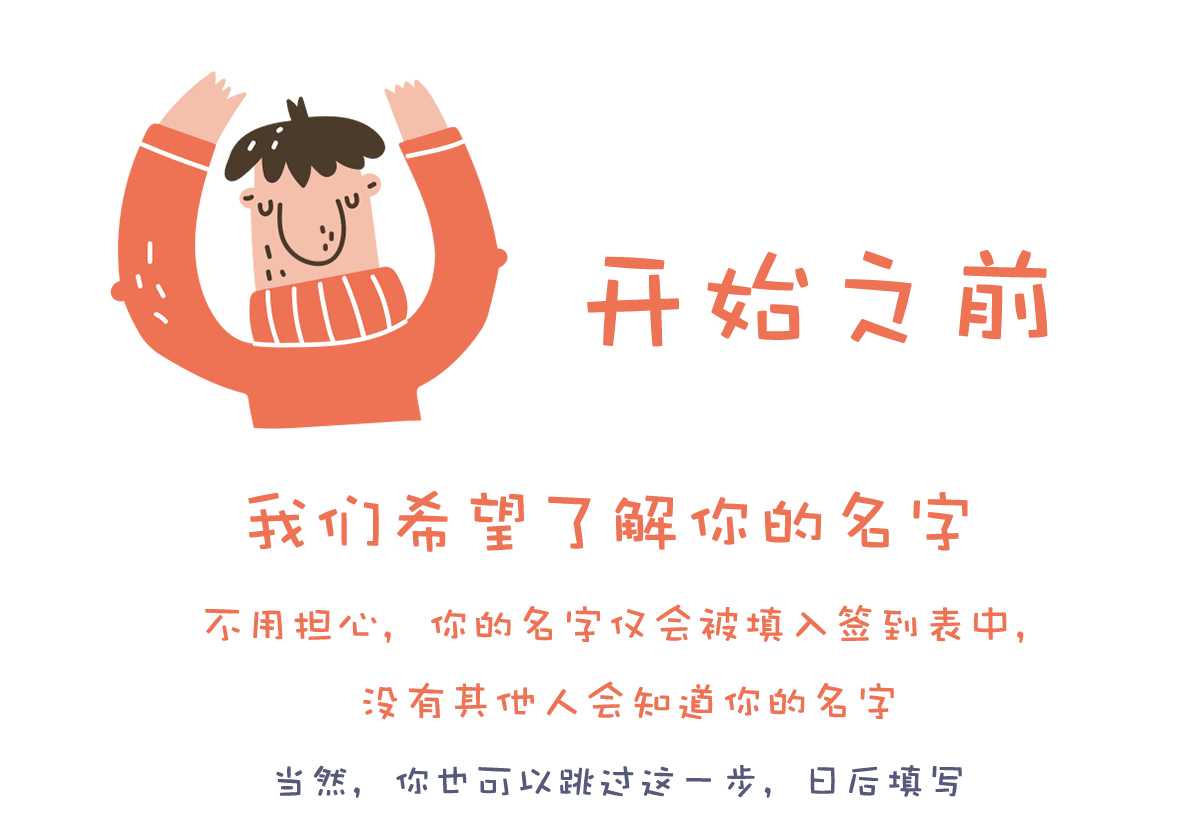 开始之前
我们希望了解你的名字
不用担心，你的名字仅会被填入签到表中，
没有其他人会知道你的名字
当然，你也可以跳过这一步，日后填写